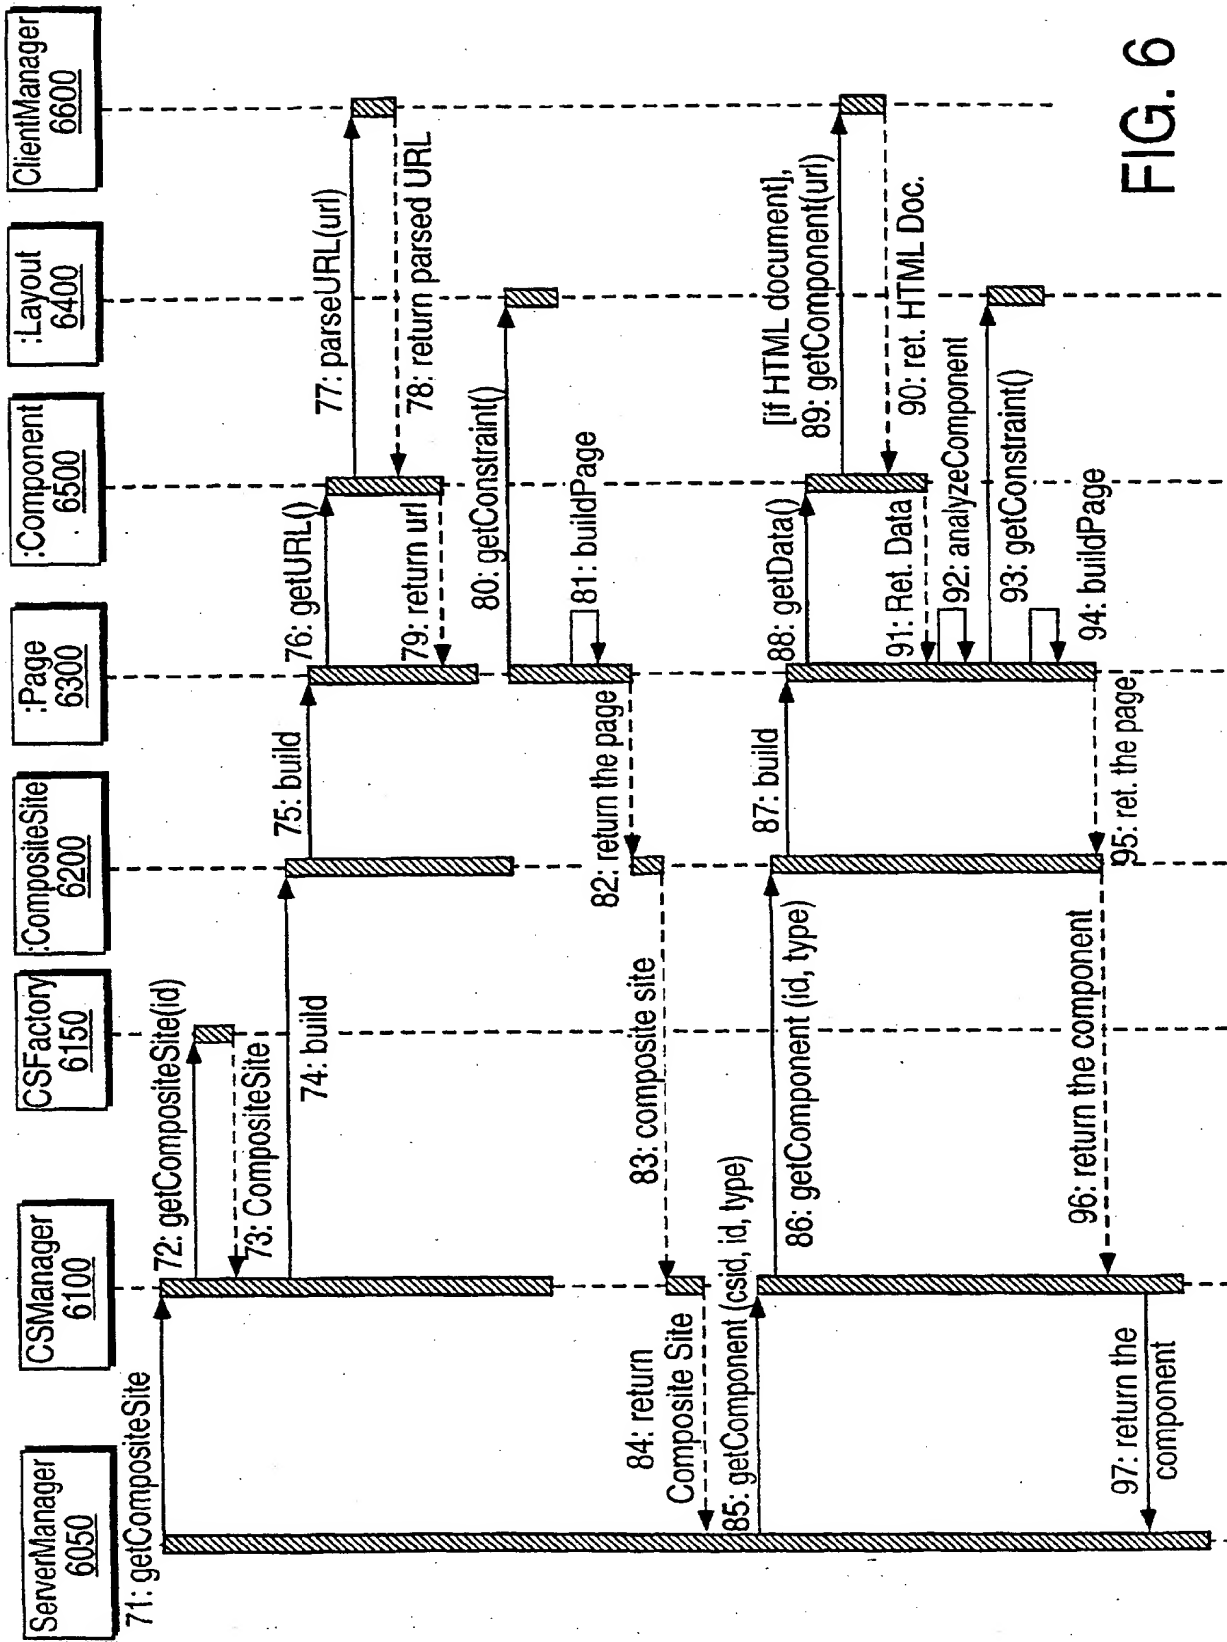 ServerManager
6050
CSManager
6100
CSFactory
6150
:CompositeSite
6200
:Page
6300
:Component
6500
:Layout
6400
ClientManager
6600
71: getCompositeSite
72: getCompositeSite(id)
73: CompositeSite
74: build
75: build
76: getURL()
77: parseURL(url)
78: return parsed URL
79: return url
80: getConstraint()
81: buildPage
82: return the page
83: composite site
84: return
Composite Site
85: getComponent (csid, id, type)
86: getComponent (id, type)
87: build
88: getData()
[if HTML document],
89: getComponent(url)
90: ret. HTML Doc.
91: Ret. Data
92: analyzeComponent
93: getConstraint()
94: buildPage
95: ret. the page
96: return the component
97: return the
component
FIG. 6